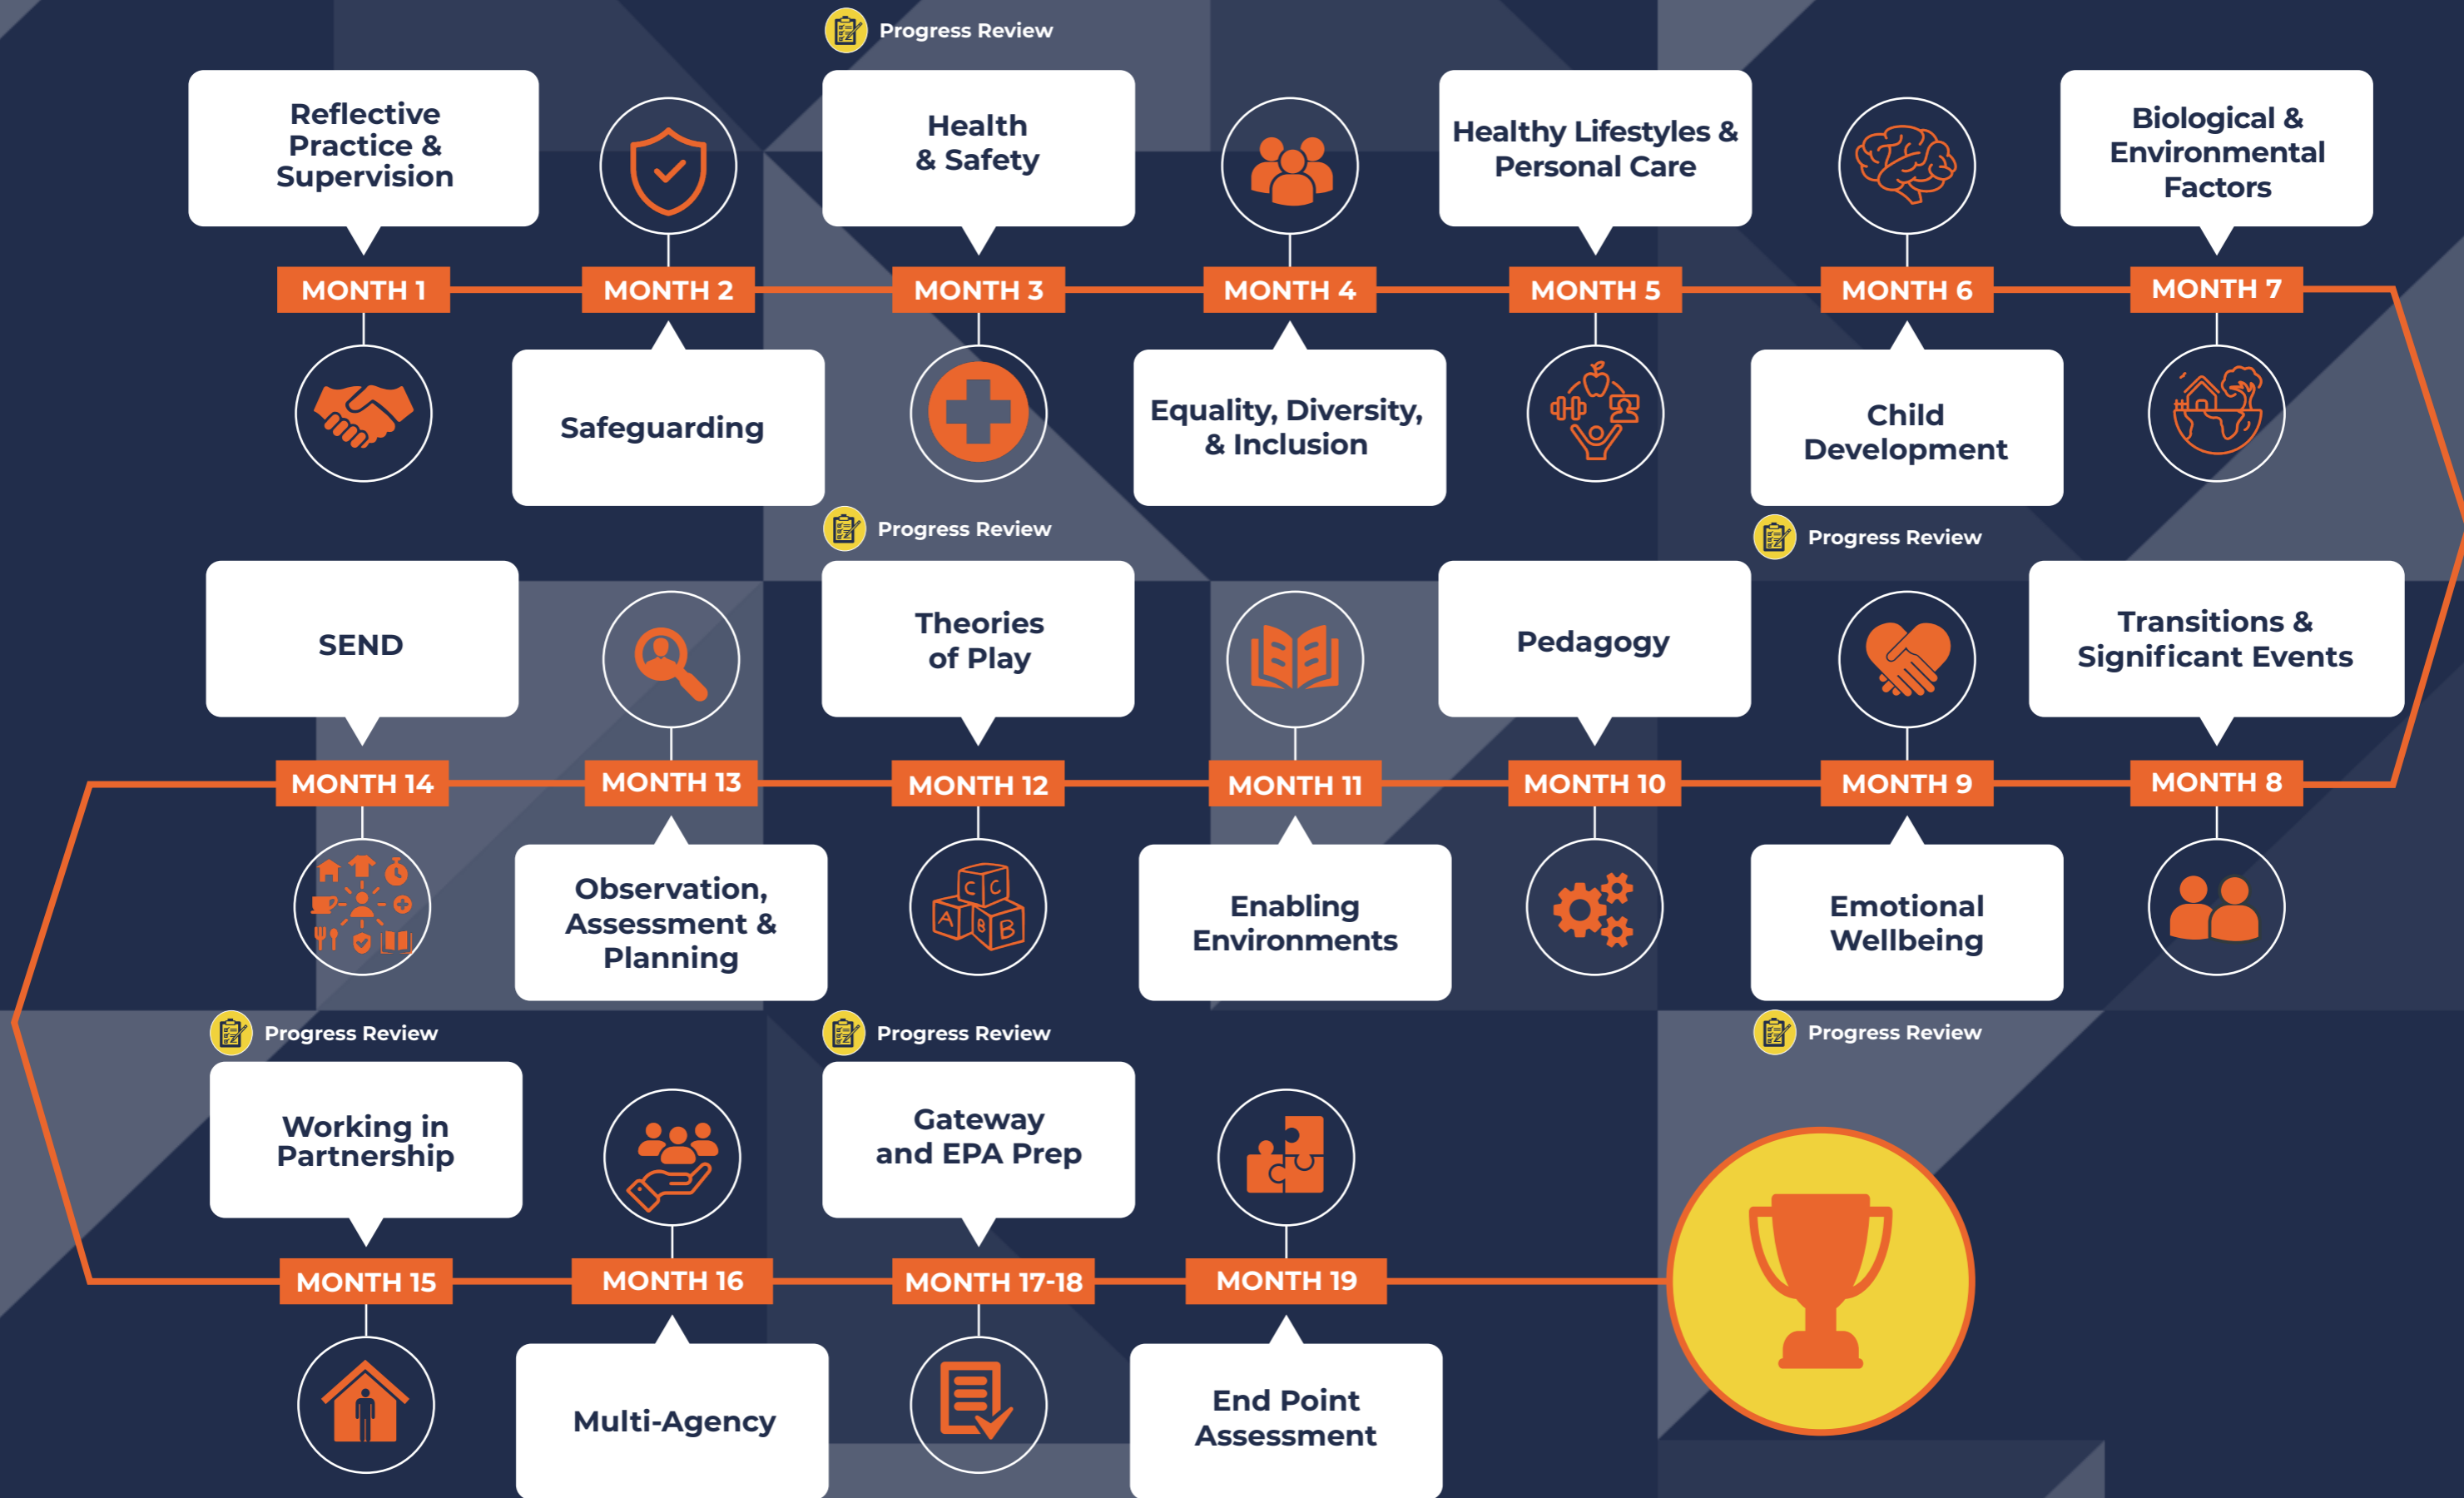 Progress Review
Reflective
Practice &
Supervision
Health
& Safety
Healthy Lifestyles &
Personal Care
Biological &
Environmental
Factors
MONTH 1
MONTH 2
MONTH 3
MONTH 4
MONTH 5
MONTH 6
MONTH 7
Safeguarding
Equality, Diversity,
& Inclusion
Child
Development
Progress Review
Progress Review
SEND
Theories
of Play
Pedagogy
Transitions &
Significant Events
MONTH 14
MONTH 13
MONTH 12
MONTH 11
MONTH 10
MONTH 9
MONTH 8
Observation,
Assessment &
Planning
C C
A B B
Enabling
Environments
Emotional
Wellbeing
Progress Review
Progress Review
Progress Review
Working in
Partnership
Gateway
and EPA Prep
MONTH 15
MONTH 16
MONTH 17-18
MONTH 19
Multi-Agency
End Point
Assessment